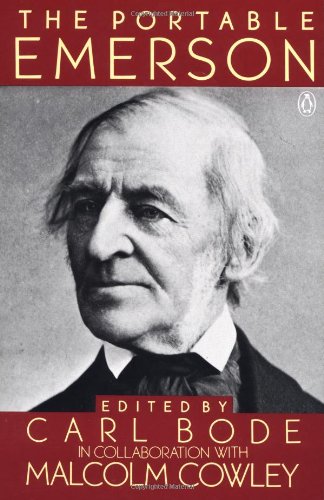 THE PORTABLE
EMERSON
EDITED BY
CARL BODE
IN COLLABORATION WITH
MALCOLM COWLEY